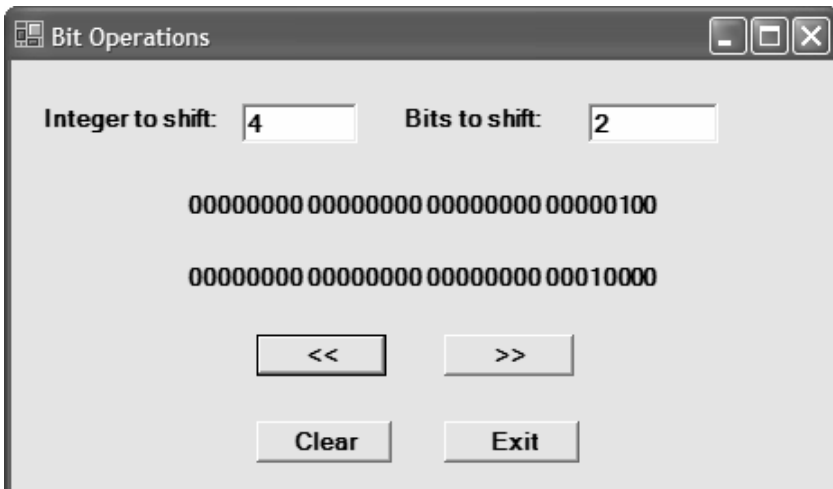 Bit Operations
Integer to shift: 4 Bits to shift: 2
00000000 00000000 00000000 00000100
00000000 00000000 00000000 00010000
<< >>
Clear Exit